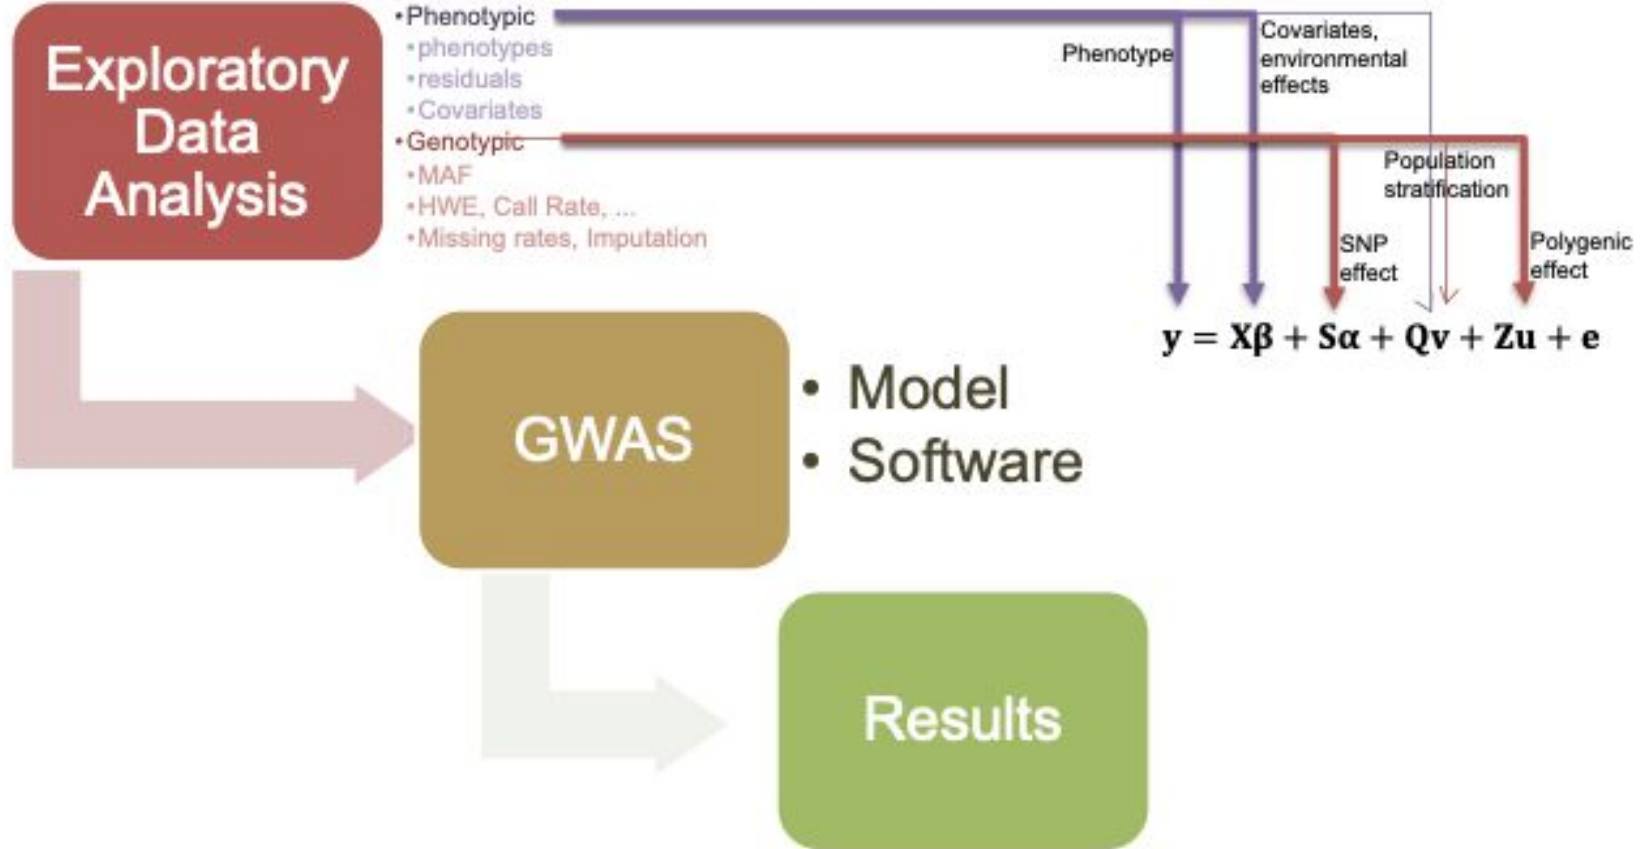 Exploratory
Data
Analysis
•Phenotypic
•phenotypes
•residuals
•Covariates
•Genotypic
•MAF
•HWE, Call Rate, ...
•Missing rates, Imputation
Phenotype
Covariates,
environmental
effects
Population
stratification
SNP
effect
Polygenic
effect
y = Xβ + Sα + Qv + Zu + e
GWAS
• Model
• Software
Results